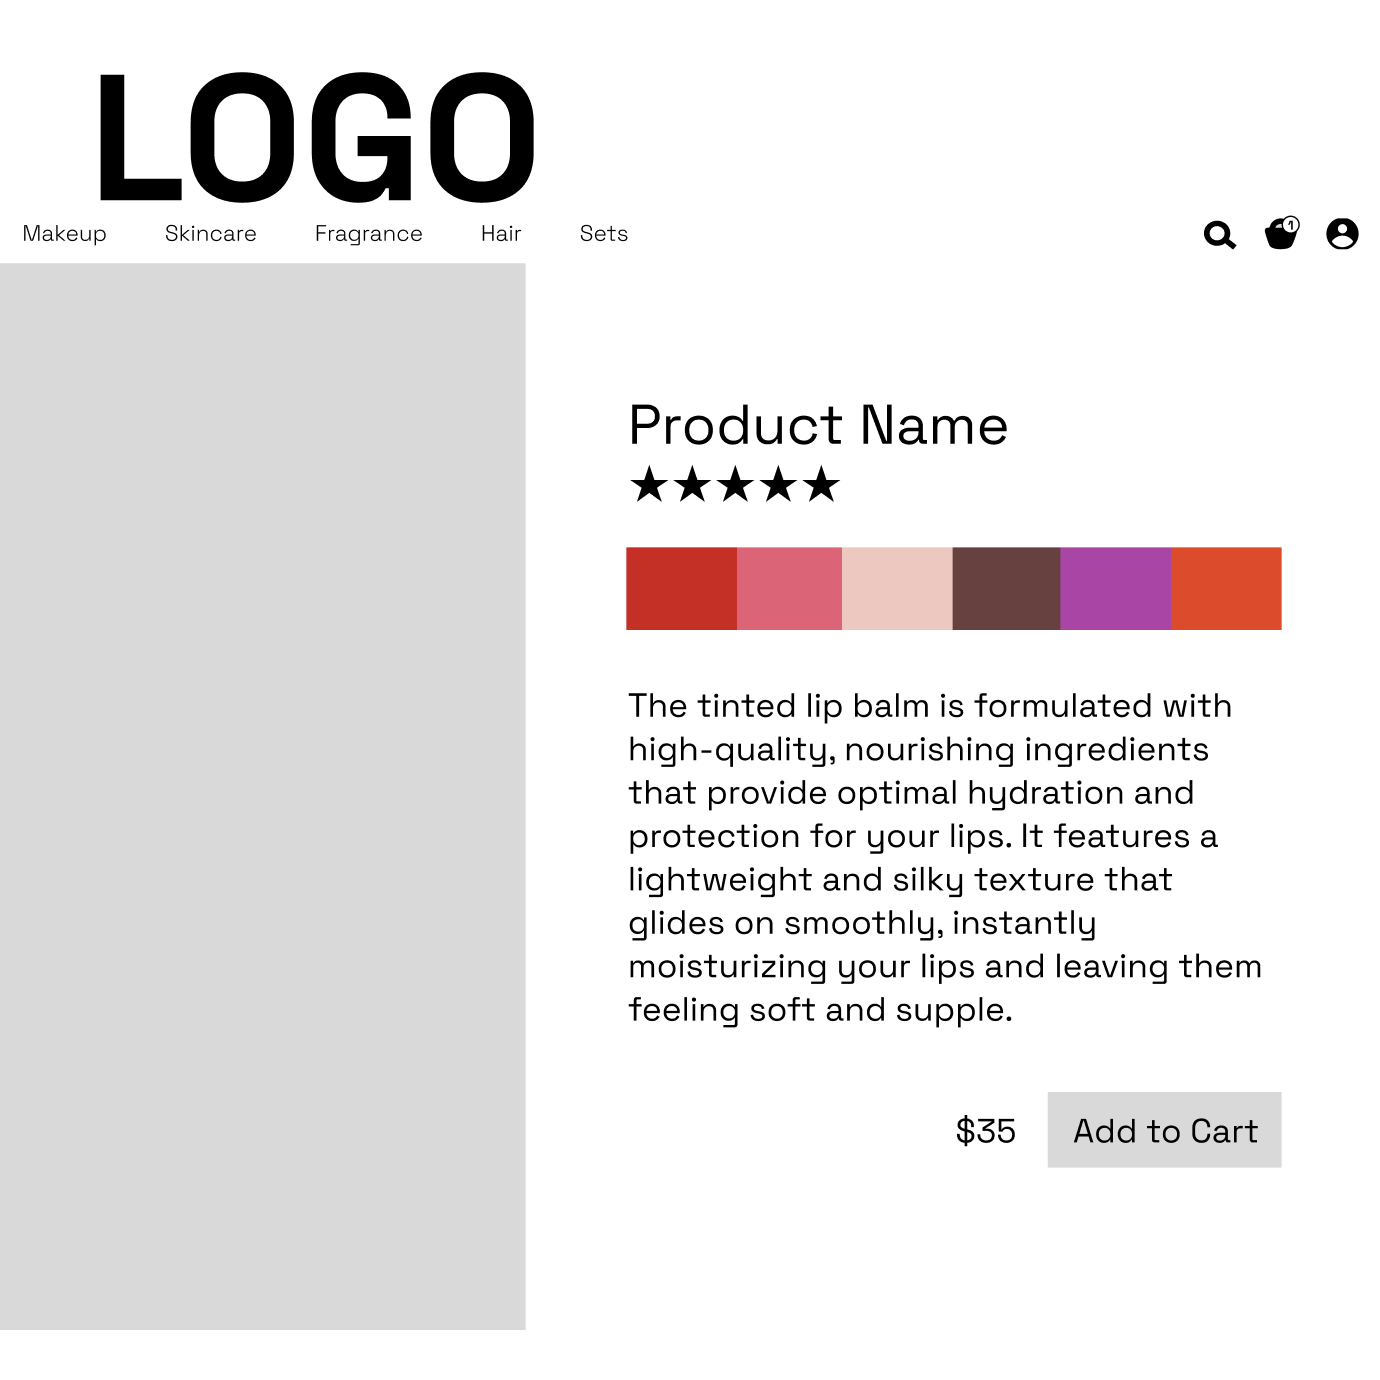 LOGO
Makeup Skincare Fragrance Hair Sets
1
Product Name
The tinted lip balm is formulated with
high-quality, nourishing ingredients
that provide optimal hydration and
protection for your lips. It features a
lightweight and silky texture that
glides on smoothly, instantly
moisturizing your lips and leaving them
feeling soft and supple.
$35 Add to Cart